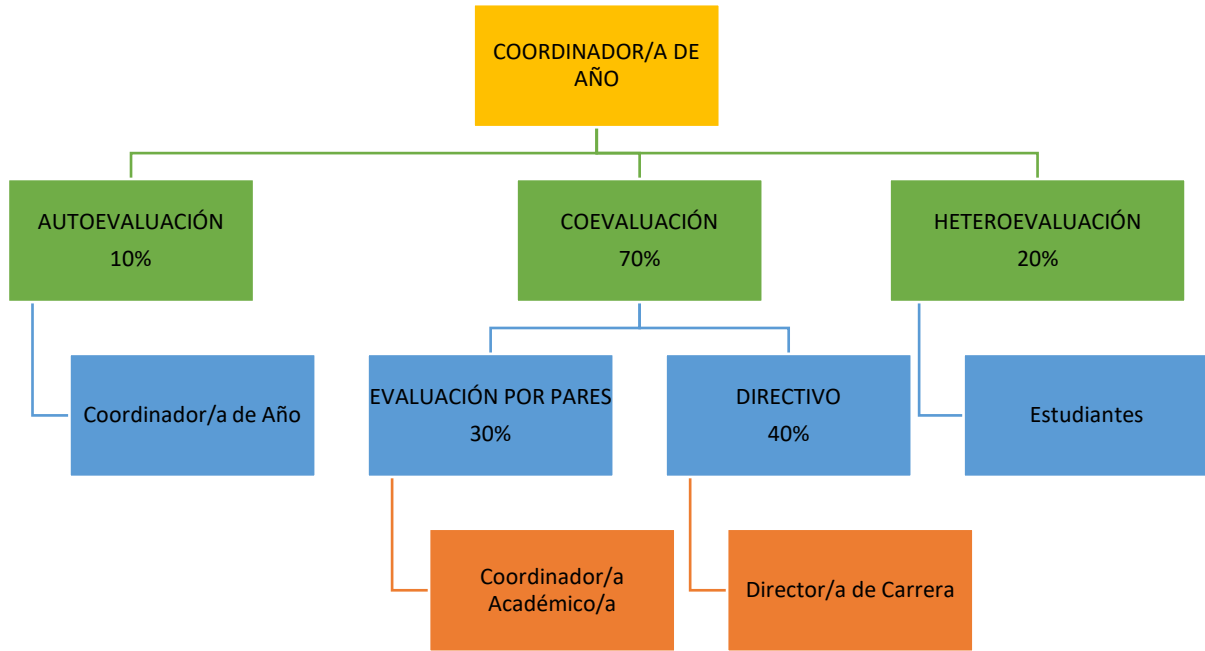 COORDINADOR/A DE
AÑO
AUTOEVALUACIÓN
10%
COEVALUACIÓN
70%
HETEROEVALUACIÓN
20%
Coordinador/a de Año
EVALUACIÓN POR PARES
30%
DIRECTIVO
40%
Estudiantes
Coordinador/a
Académico/a
Director/a de Carrera